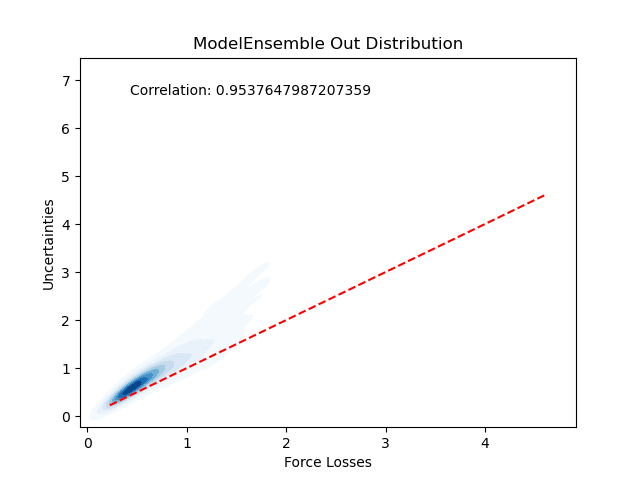 ModelEnsemble Out Distribution
Correlation: 0.9537647987207359
7
6
5
4
3
2
1
0
Uncertainties
0 1 2 3 4
Force Losses